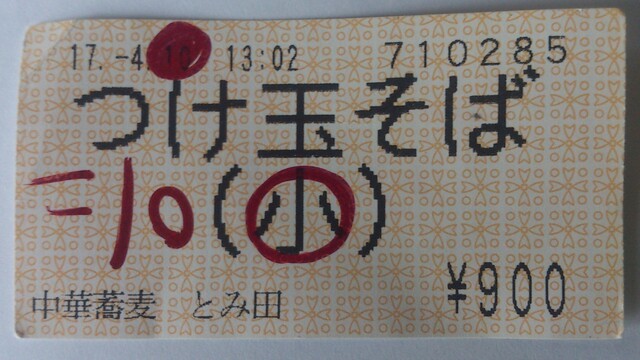 17.-4.10 13:02 710285
つけ玉そば
(小)
中華蕎麦 とみ田 ¥900